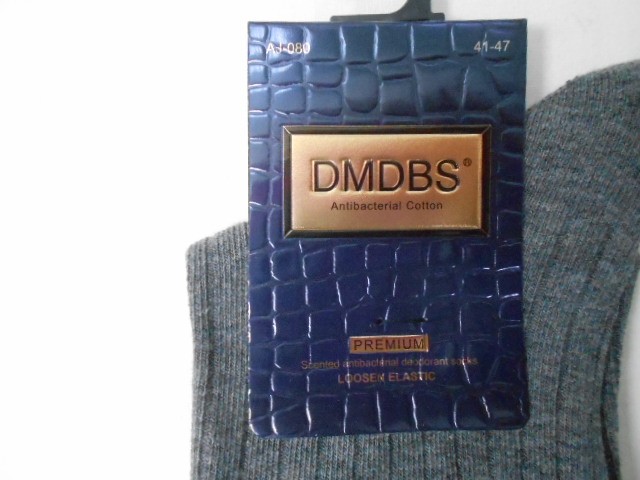 AJ-080 41-47
DMDBS®
Antibacterial Cotton
PREMIUM
Scented antibacterial deodorant socks
LOOSEN ELASTIC